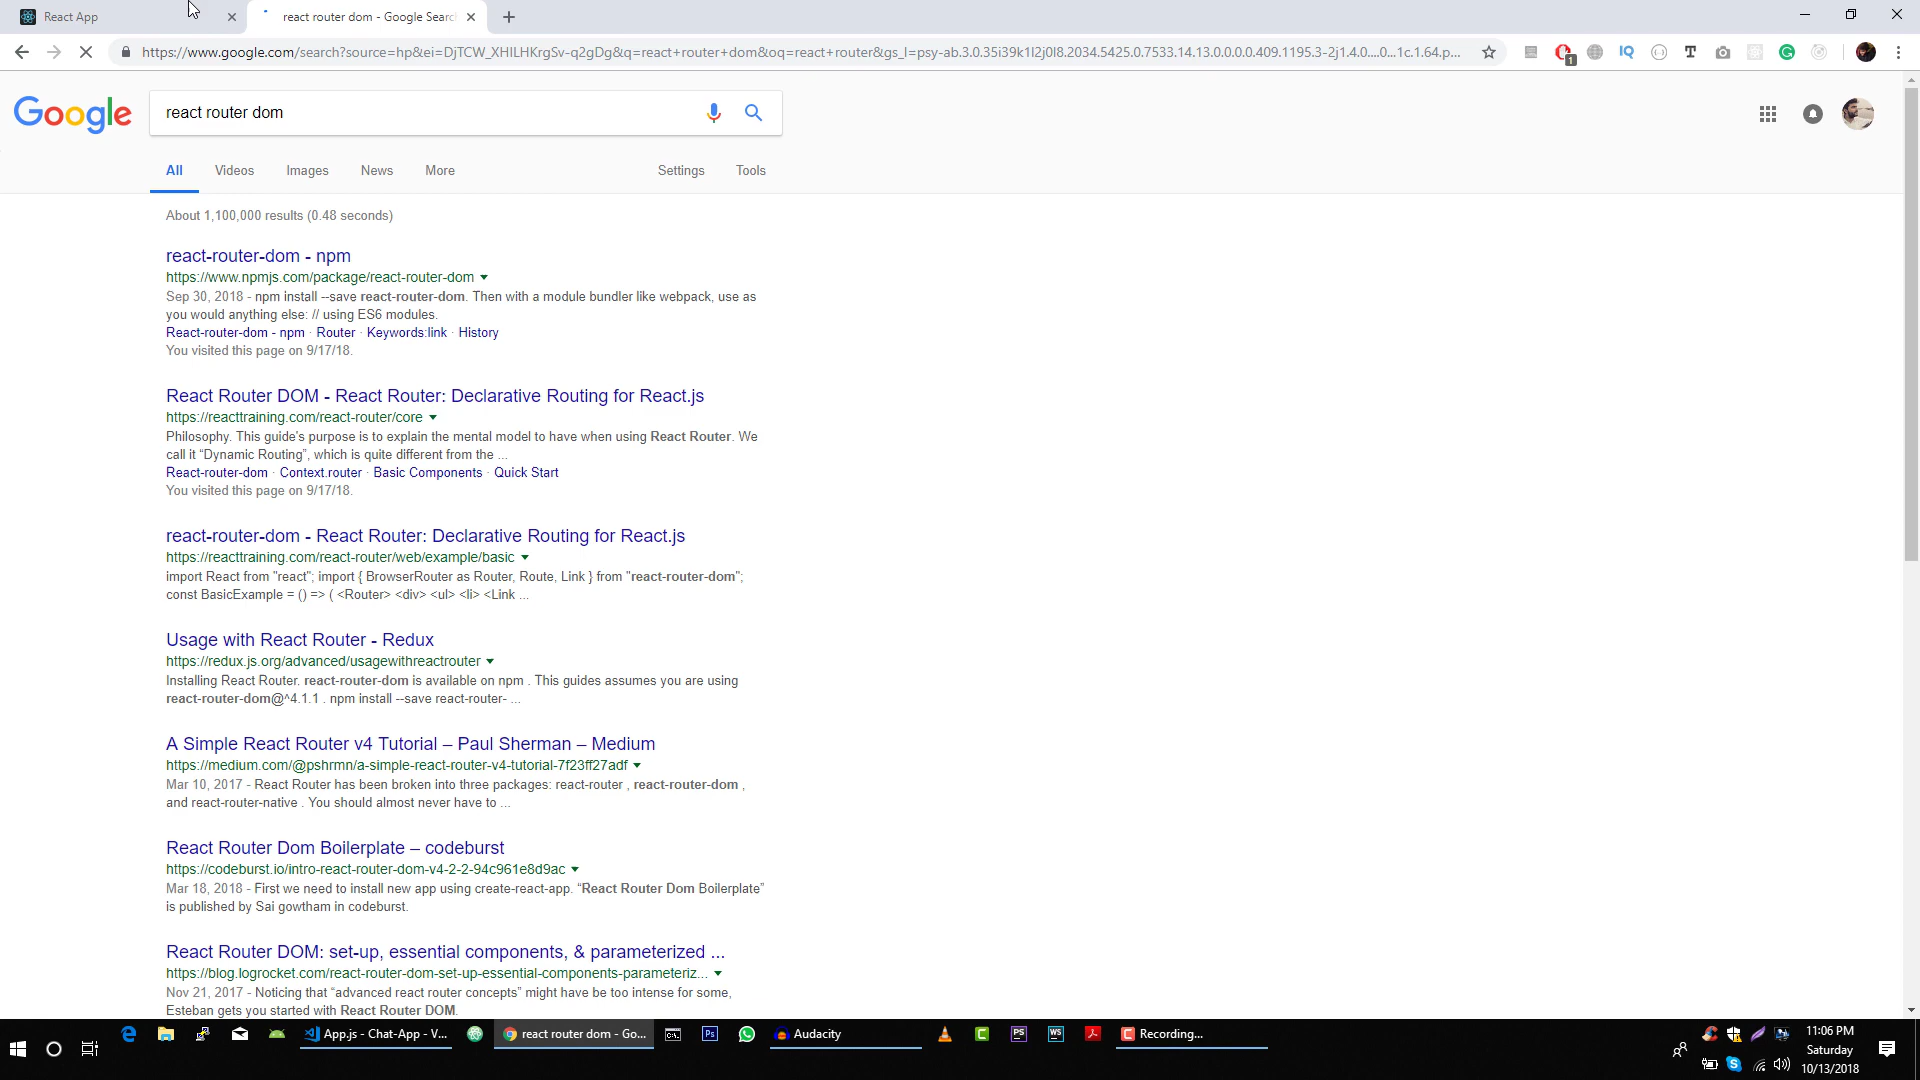 React App
react router dom - Google Searc
https://www.google.com/search?source=hp&ei=DjTCW_XHILHKrgSv-q2gDg&q=react+router+dom&oq=react+router&gs_l=psy-ab.3.0.35i39k1l2j0l8.2034.5425.0.7533.14.13.0.0.0.0.409.1195.3-2j1.4.0....0...1c.1.64.p...
1
IQ
T
Google
react router dom
All Videos Images News More Settings Tools
About 1,100,000 results (0.48 seconds)
react-router-dom - npm
https://www.npmjs.com/package/react-router-dom
Sep 30, 2018 - npm install --save react-router-dom. Then with a module bundler like webpack, use as
you would anything else: // using ES6 modules.
React-router-dom - npm · Router · Keywords:link · History
You visited this page on 9/17/18.
React Router DOM - React Router: Declarative Routing for React.js
https://reacttraining.com/react-router/core
Philosophy. This guide's purpose is to explain the mental model to have when using React Router. We
call it “Dynamic Routing”, which is quite different from the ...
React-router-dom · Context.router · Basic Components · Quick Start
You visited this page on 9/17/18.
react-router-dom - React Router: Declarative Routing for React.js
https://reacttraining.com/react-router/web/example/basic
import React from "react"; import { BrowserRouter as Router, Route, Link } from "react-router-dom";
const BasicExample = () => ( <Router> <div> <ul> <li> <Link ...
Usage with React Router - Redux
https://redux.js.org/advanced/usagewithreactrouter
Installing React Router. react-router-dom is available on npm . This guides assumes you are using
react-router-dom@^4.1.1 . npm install --save react-router- ...
A Simple React Router v4 Tutorial – Paul Sherman – Medium
https://medium.com/@pshrmn/a-simple-react-router-v4-tutorial-7f23ff27adf
Mar 10, 2017 - React Router has been broken into three packages: react-router , react-router-dom ,
and react-router-native . You should almost never have to ...
React Router Dom Boilerplate – codeburst
https://codeburst.io/intro-react-router-dom-v4-2-2-94c961e8d9ac
Mar 18, 2018 - First we need to install new app using create-react-app. “React Router Dom Boilerplate”
is published by Sai gowtham in codeburst.
React Router DOM: set-up, essential components, & parameterized ...
https://blog.logrocket.com/react-router-dom-set-up-essential-components-parameteriz...
Nov 21, 2017 - Noticing that “advanced react router concepts” might have be too intense for some,
Esteban gets you started with React Router DOM.
App.js - Chat-App - V...
react router dom - Go...
Ps
Audacity
PS
WS
Recording...
11:06 PM
Saturday
10/13/2018